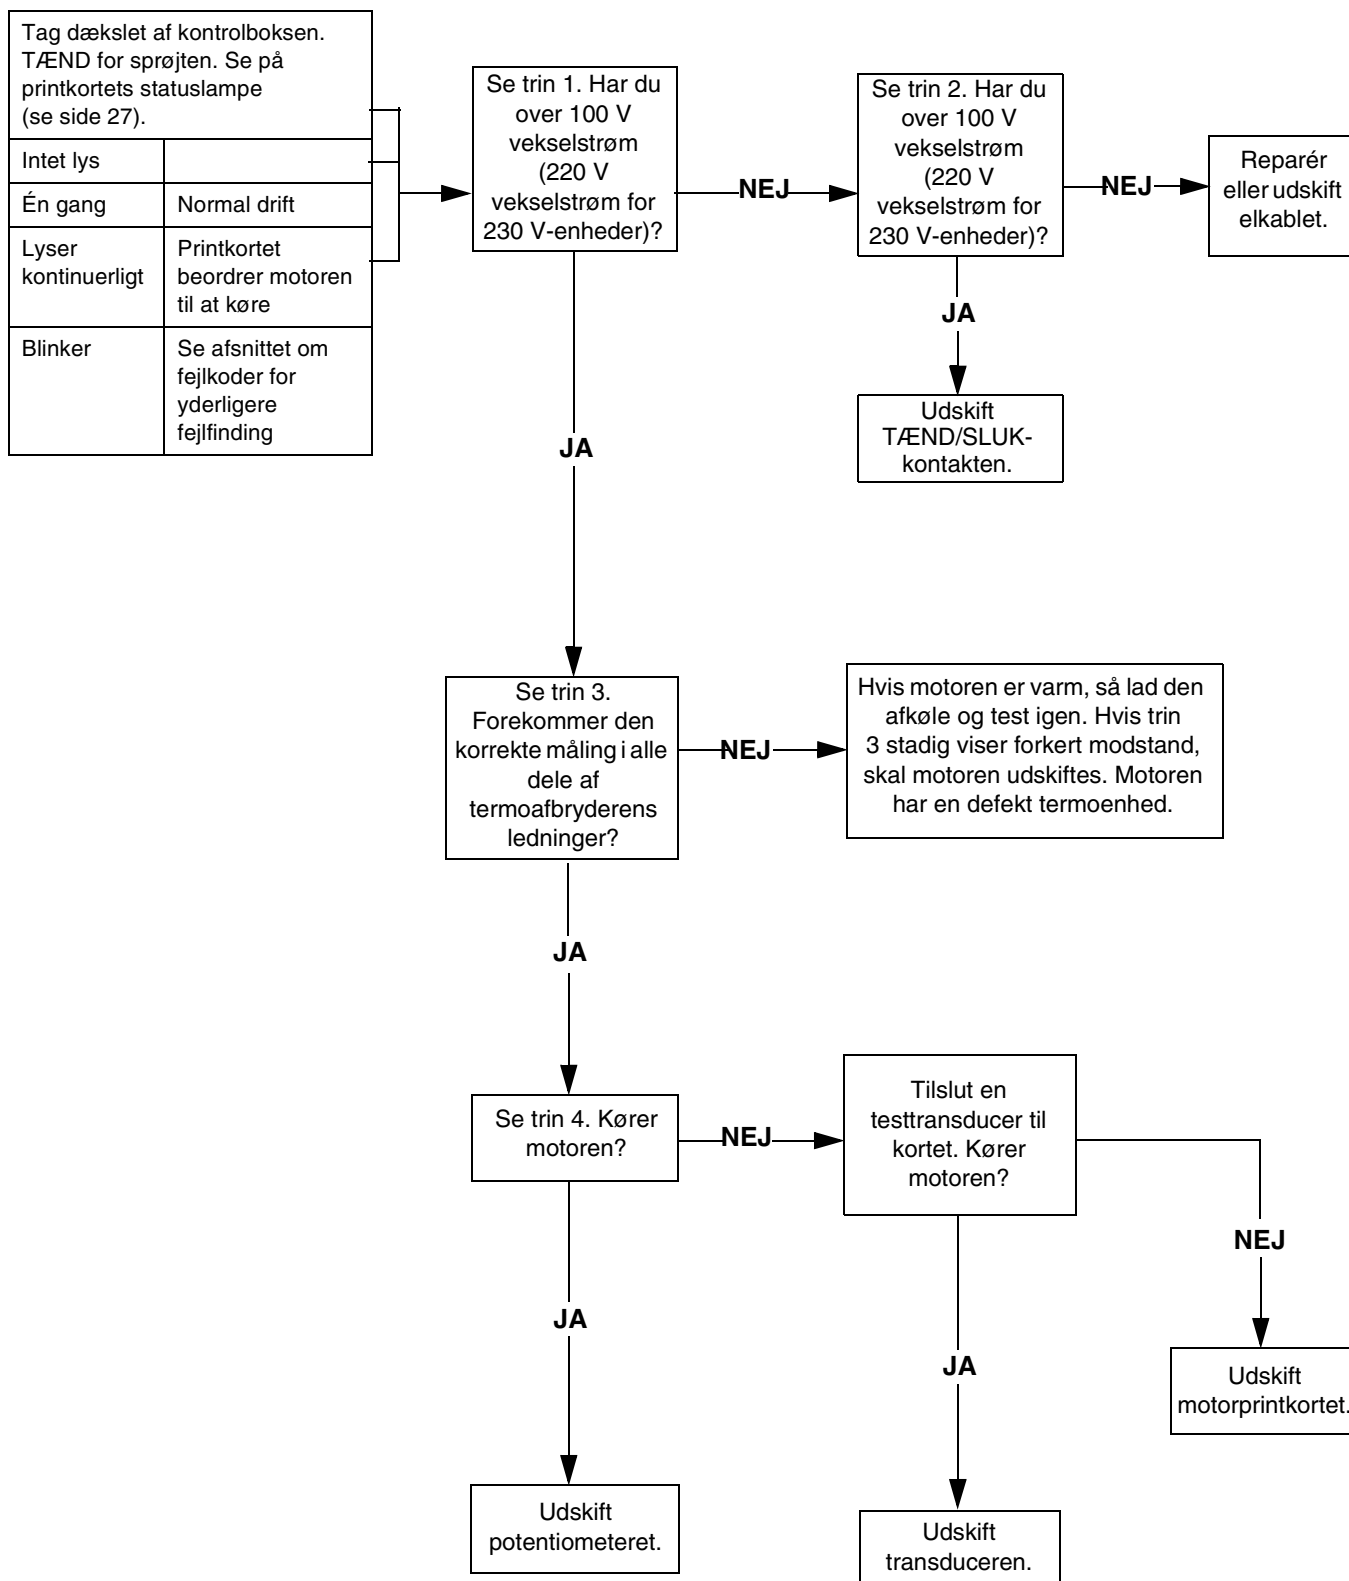 Tag dækslet af kontrolboksen.
TÆND for sprøjten. Se på
printkortets statuslampe
(se side 27).
Intet lys
Én gang
Normal drift
Lyser
kontinuerligt
Printkortet
beordrer motoren
til at køre
Blinker
Se afsnittet om
fejlkoder for
yderligere
fejlfinding
Se trin 1. Har du
over 100 V
vekselstrøm
(220 V
vekselstrøm for
230 V-enheder)?
NEJ
Se trin 2. Har du
over 100 V
vekselstrøm
(220 V
vekselstrøm for
230 V-enheder)?
NEJ
Reparér
eller udskift
elkablet.
JA
Udskift
TÆND/SLUK-
kontakten.
JA
Se trin 3.
Forekommer den
korrekte måling i alle
dele af
termoafbryderens
ledninger?
NEJ
Hvis motoren er varm, så lad den
afkøle og test igen. Hvis trin
3 stadig viser forkert modstand,
skal motoren udskiftes. Motoren
har en defekt termoenhed.
JA
Se trin 4. Kører
motoren?
NEJ
Tilslut en
testtransducer til
kortet. Kører
motoren?
NEJ
Udskift
motorprintkortet.
JA
Udskift
potentiometeret.
JA
Udskift
transduceren.